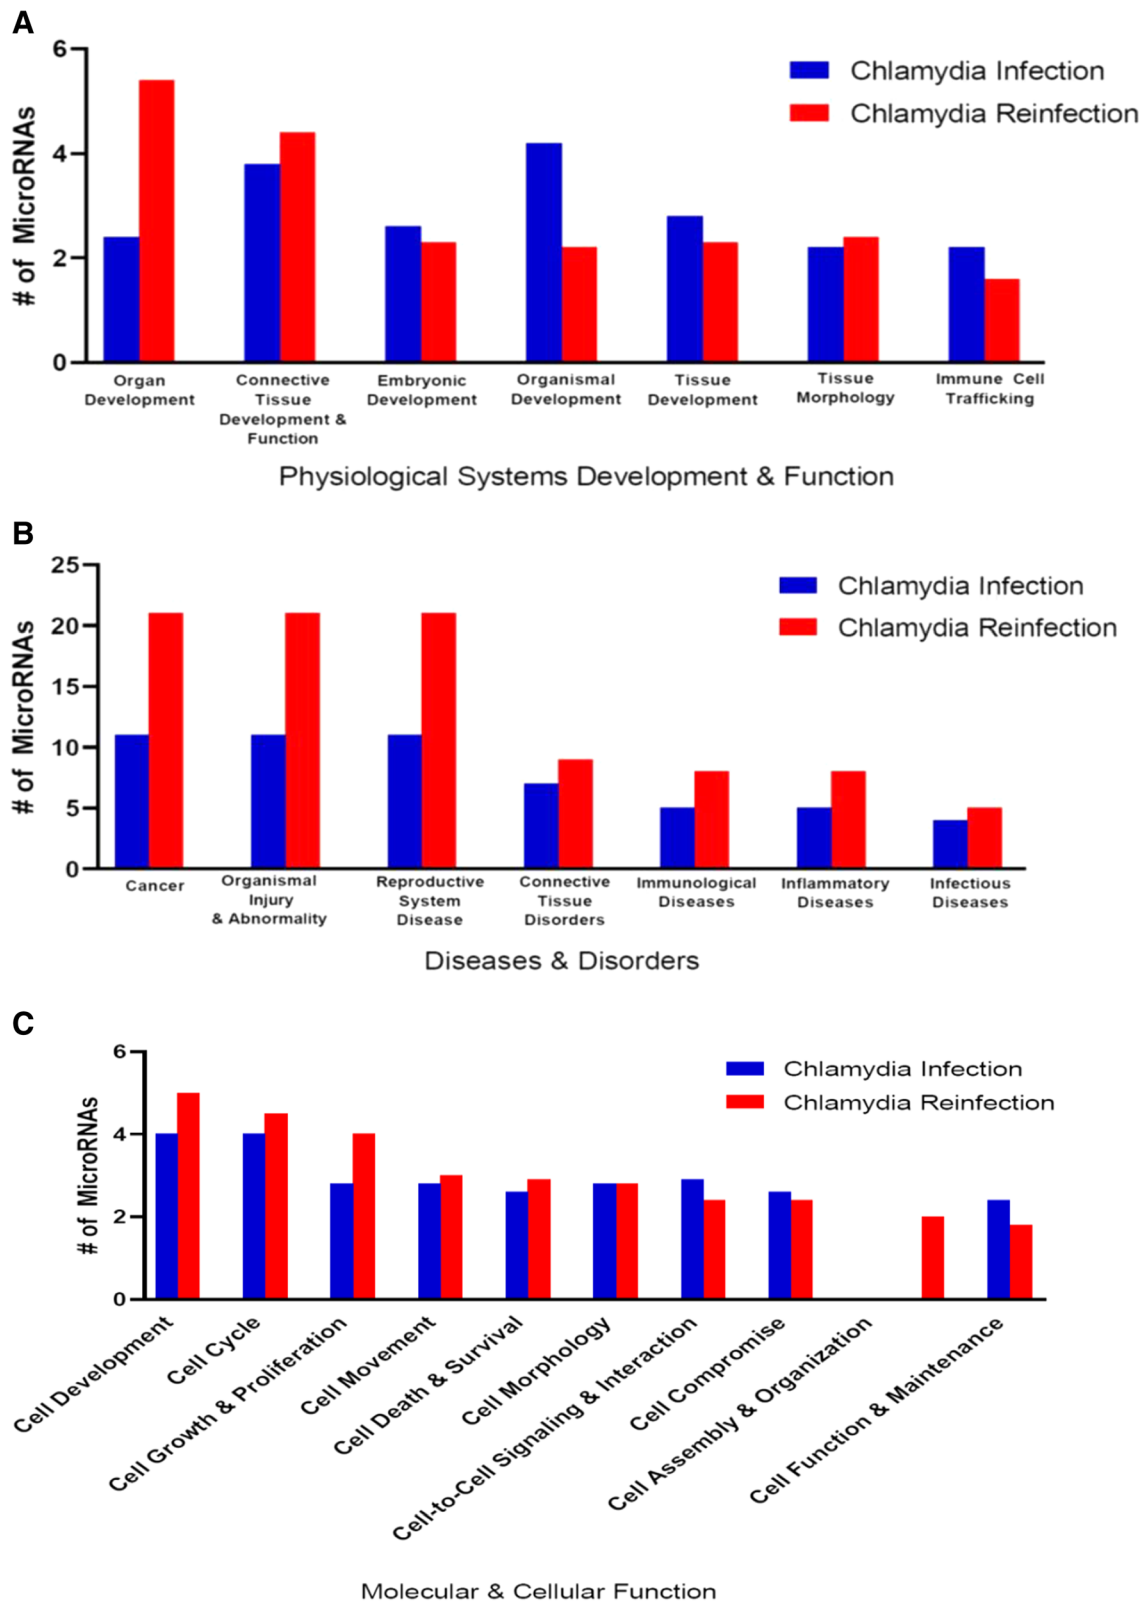 A
6
4
2
0
# of MicroRNAs
Chlamydia Infection
Chlamydia Reinfection
Organ
Development
Connective
Tissue
Development &
Function
Embryonic
Development
Organismal
Development
Tissue
Development
Tissue
Morphology
Immune Cell
Trafficking
Physiological Systems Development & Function
B
25
20
15
10
5
0
# of MicroRNAs
Chlamydia Infection
Chlamydia Reinfection
Cancer
Organismal
Injury
& Abnormality
Reproductive
System
Disease
Connective
Tissue
Disorders
Immunological
Diseases
Inflammatory
Diseases
Infectious
Diseases
Diseases & Disorders
C
6
4
2
0
# of MicroRNAs
Chlamydia Infection
Chlamydia Reinfection
Cell Development
Cell Cycle
Cell Growth & Proliferation
Cell Movement
Cell Death & Survival
Cell Morphology
Cell-to-Cell Signaling & Interaction
Cell Compromise
Cell Assembly & Organization
Cell Function & Maintenance
Molecular & Cellular Function